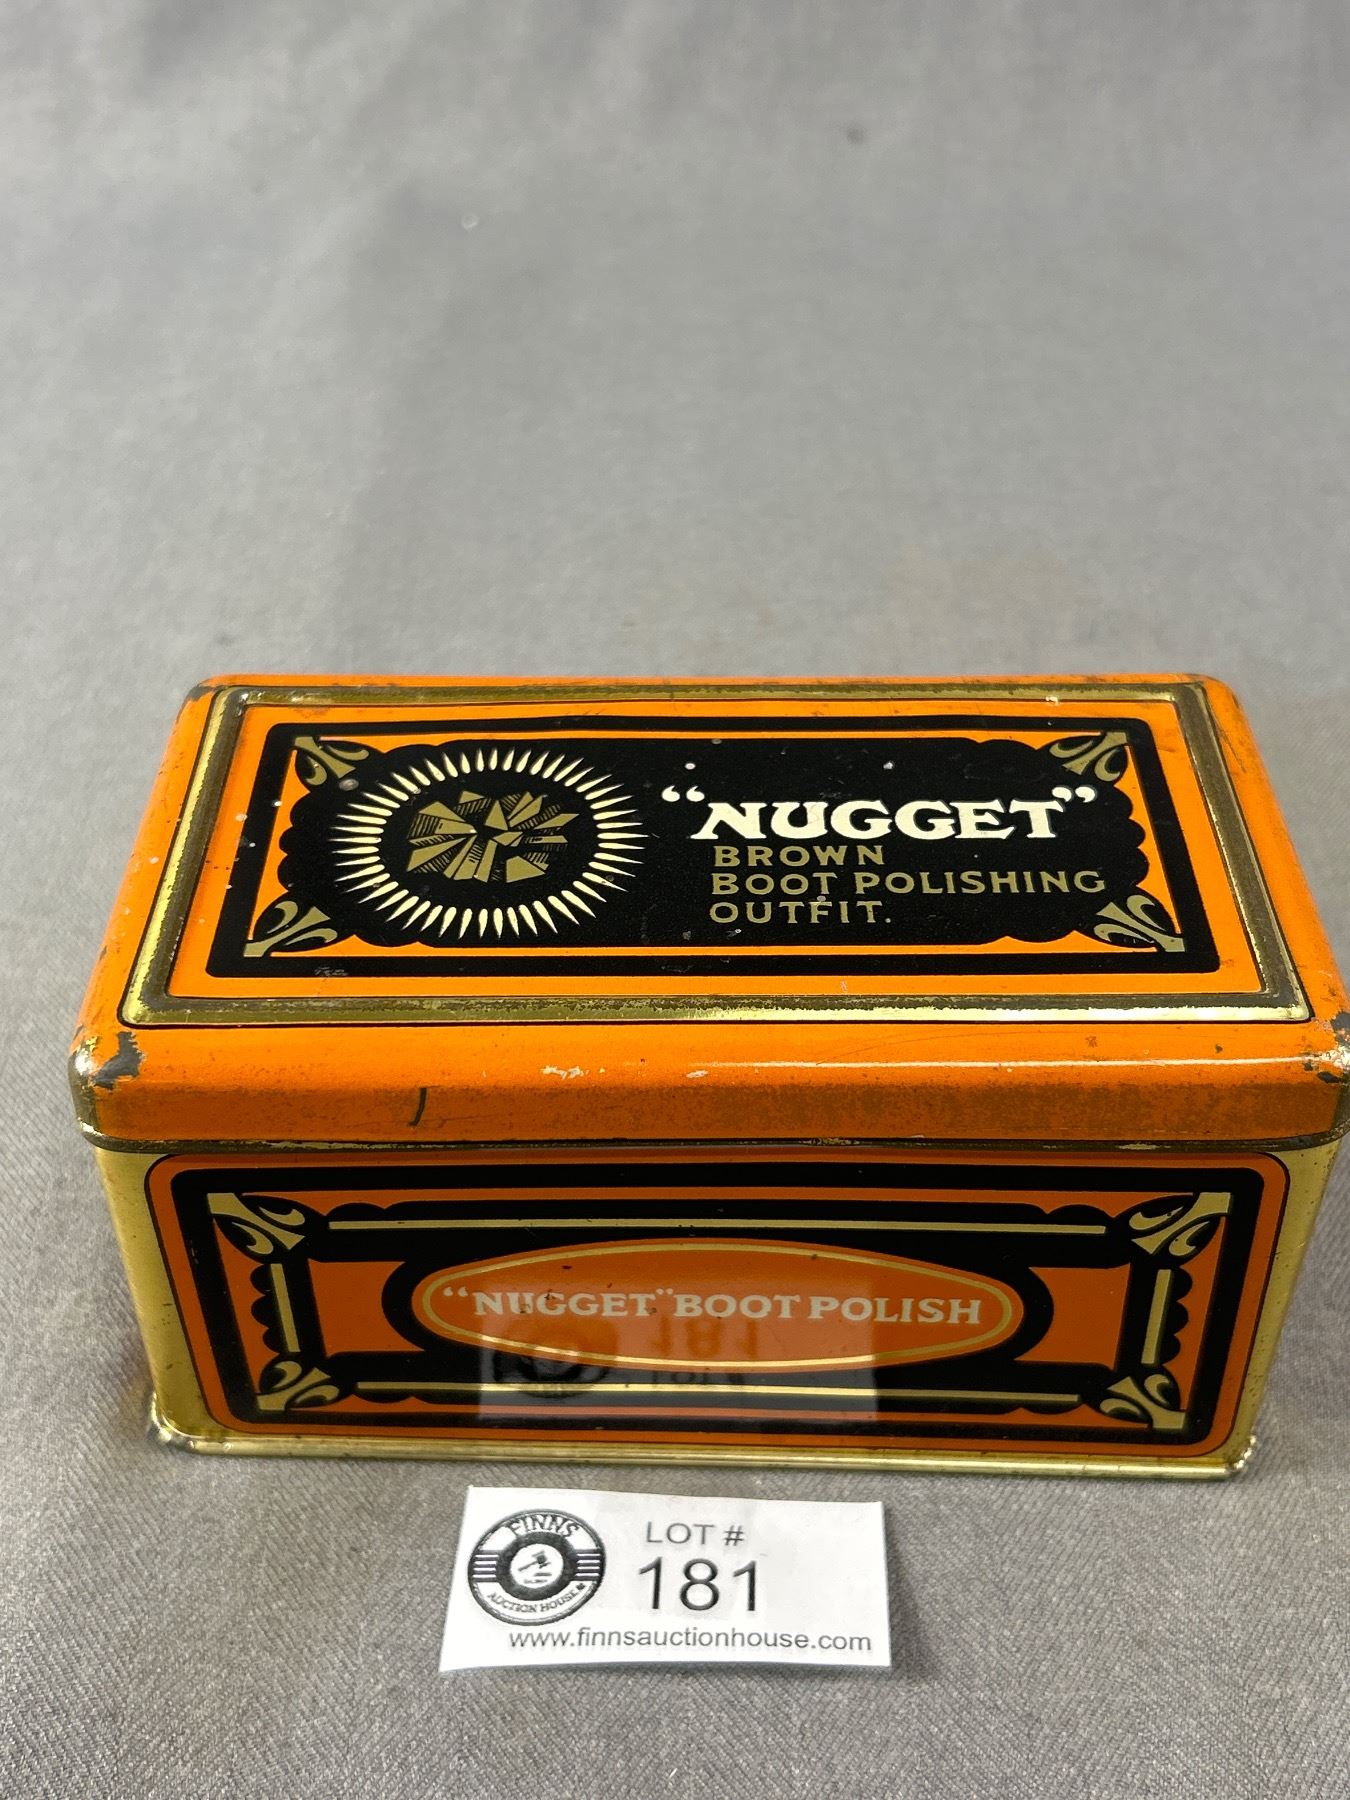 “NUGGET”
BROWN
BOOT POLISHING
OUTFIT.
“NUGGET” BOOT POLISH
FINNS
AUCTION HOUSE
LOT #
181
www.finnsauctionhouse.com